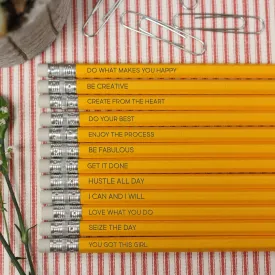 DO WHAT MAKES YOU HAPPY
BE CREATIVE
CREATE FROM THE HEART
DO YOUR BEST
ENJOY THE PROCESS
BE FABULOUS
GET IT DONE
HUSTLE ALL DAY
I CAN AND I WILL
LOVE WHAT YOU DO
SEIZE THE DAY
YOU GOT THIS GIRL